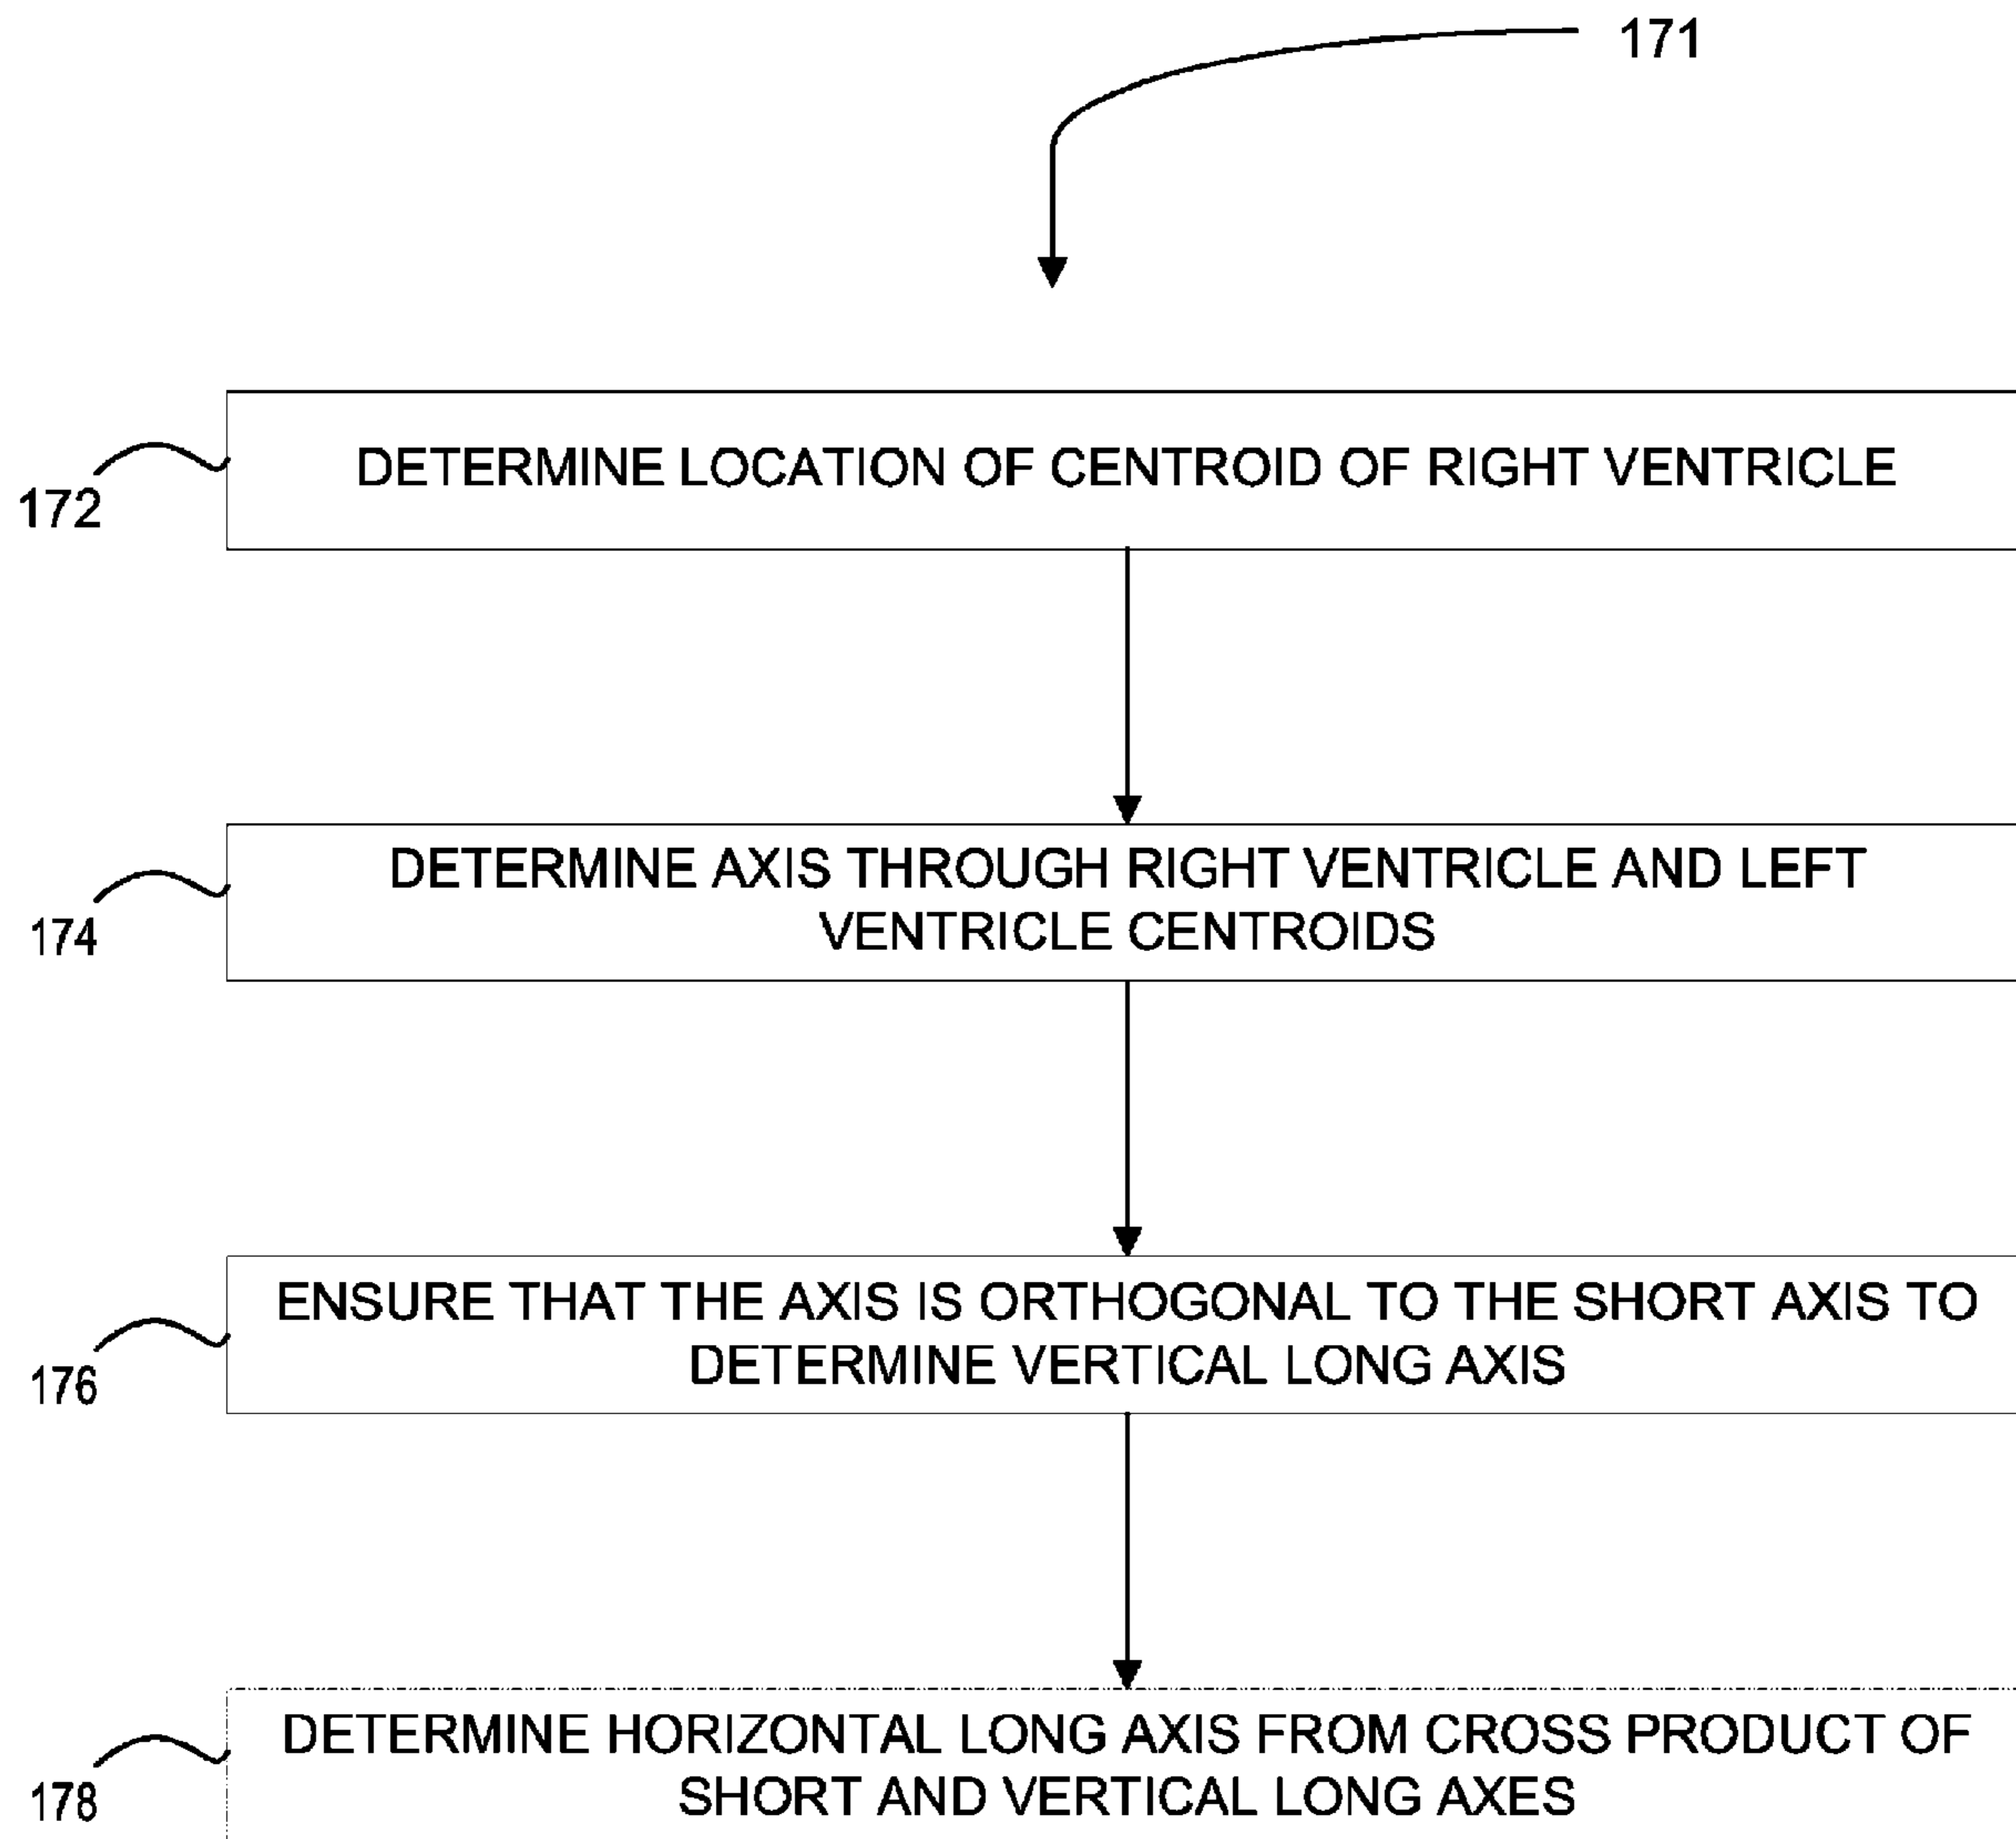 171
DETERMINE LOCATION OF CENTROID OF RIGHT VENTRICLE
172
DETERMINE AXIS THROUGH RIGHT VENTRICLE AND LEFT
VENTRICLE CENTROIDS
174
ENSURE THAT THE AXIS IS ORTHOGONAL TO THE SHORT AXIS TO
DETERMINE VERTICAL LONG AXIS
176
DETERMINE HORIZONTAL LONG AXIS FROM CROSS PRODUCT OF
SHORT AND VERTICAL LONG AXES
178